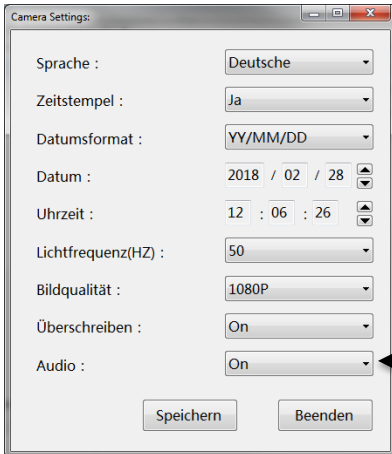 Camera Settings:
Sprache : Deutsche
Zeitstempel : Ja
Datumsformat : YY/MM/DD
Datum : 2018 / 02 / 28
Uhrzeit : 12 : 06 : 26
Lichtfrequenz(HZ) : 50
Bildqualität : 1080P
Überschreiben : On
Audio : On
Speichern Beenden